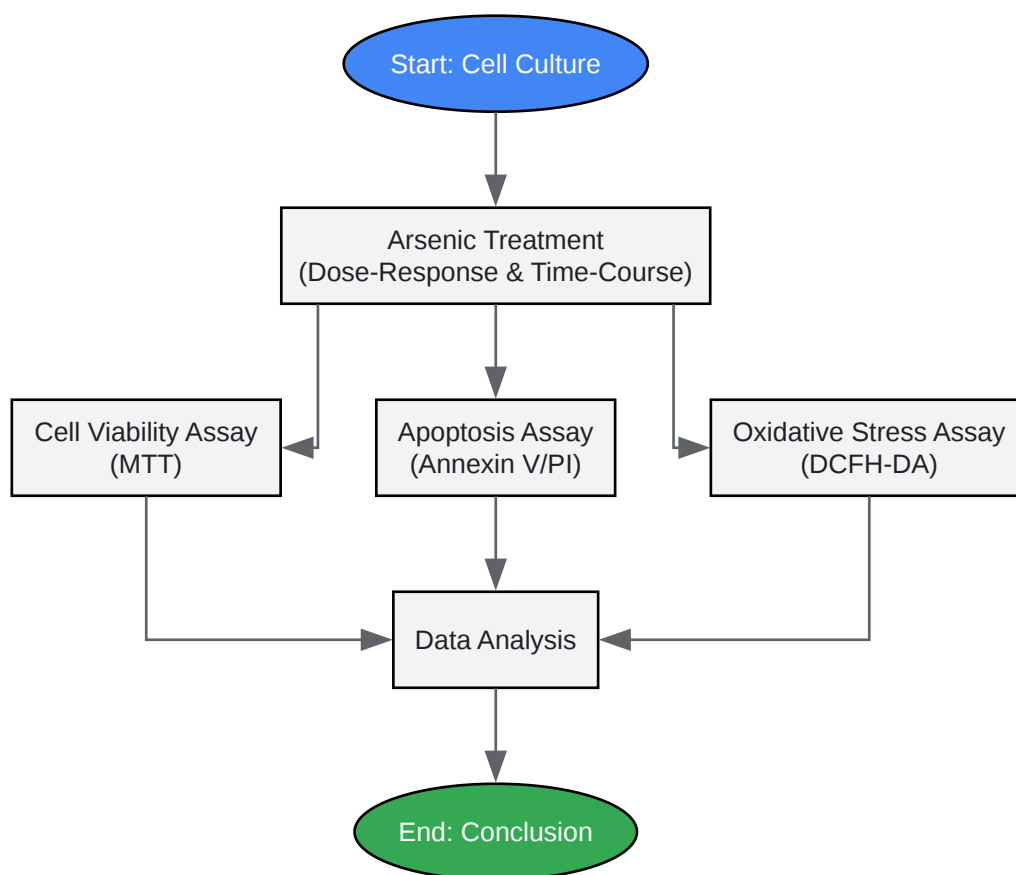 Start: Cell Culture
Arsenic Treatment
(Dose-Response & Time-Course)
Cell Viability Assay
(MTT)
Apoptosis Assay
(Annexin V/PI)
Oxidative Stress Assay
(DCFH-DA)
Data Analysis
End: Conclusion